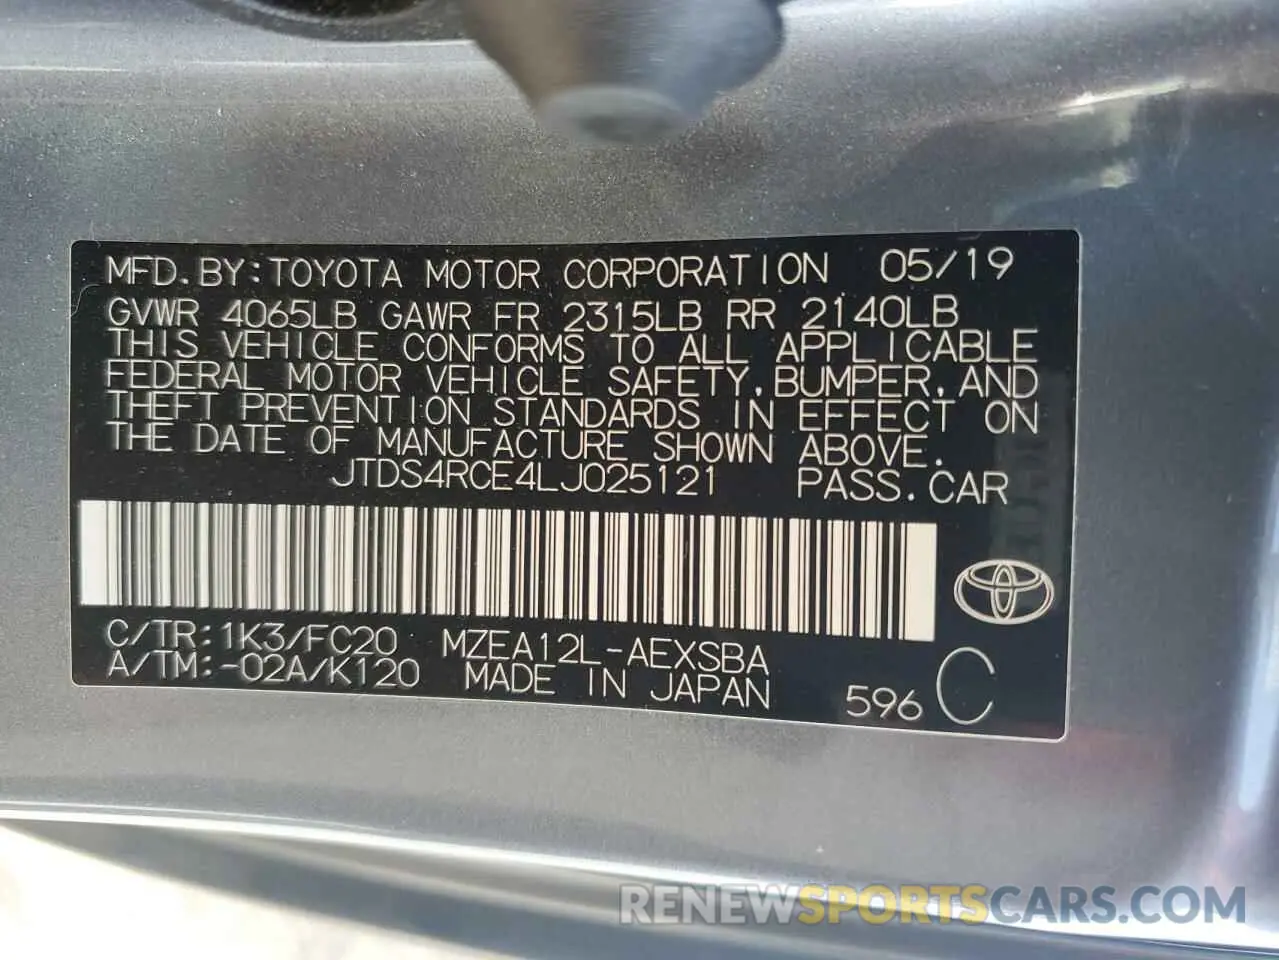 MFD.BY:TOYOTA MOTOR CORPORATION 05/19
GVWR 4065LB GAWR FR 2315LB RR 2140LB
THIS VEHICLE CONFORMS TO ALL APPLICABLE
FEDERAL MOTOR VEHICLE SAFETY,BUMPER,AND
THEFT PREVENTION STANDARDS IN EFFECT ON
THE DATE OF MANUFACTURE SHOWN ABOVE.
JTDS4RCE4LJ025121 PASS.CAR
C/TR:1K3/FC20 MZEA12L-AEXSBA
A/TM:-02A/K120 MADE IN JAPAN
596 C
RENEWSPORTSCARS.COM